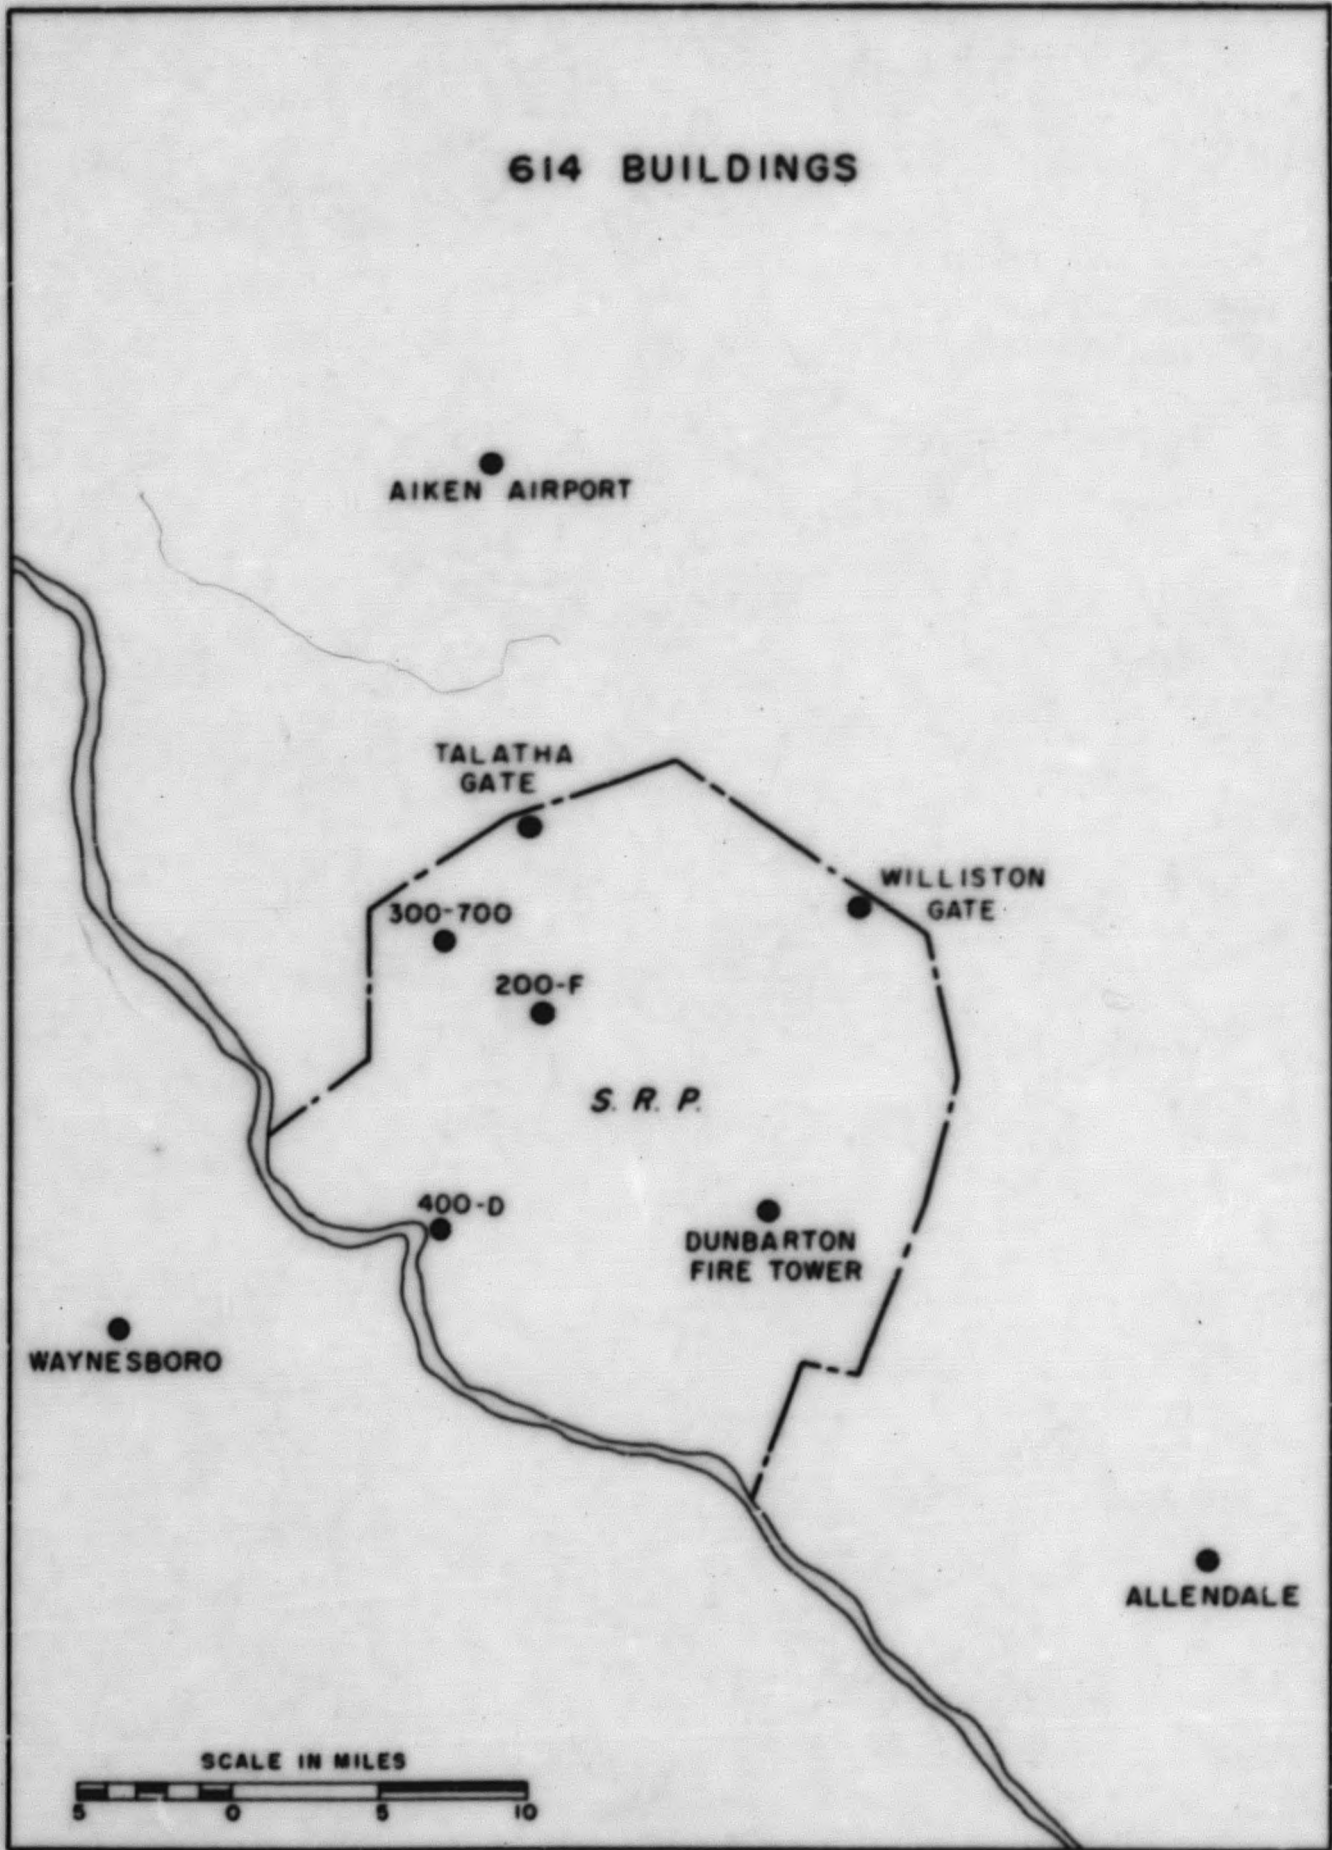 614 BUILDINGS
AIKEN AIRPORT
TALATHA
GATE
WILLISTON
GATE
300-700
200-F
S. R. P.
400-D
DUNBARTON
FIRE TOWER
WAYNESBORO
ALLENDALE
SCALE IN MILES
5 0 5 10